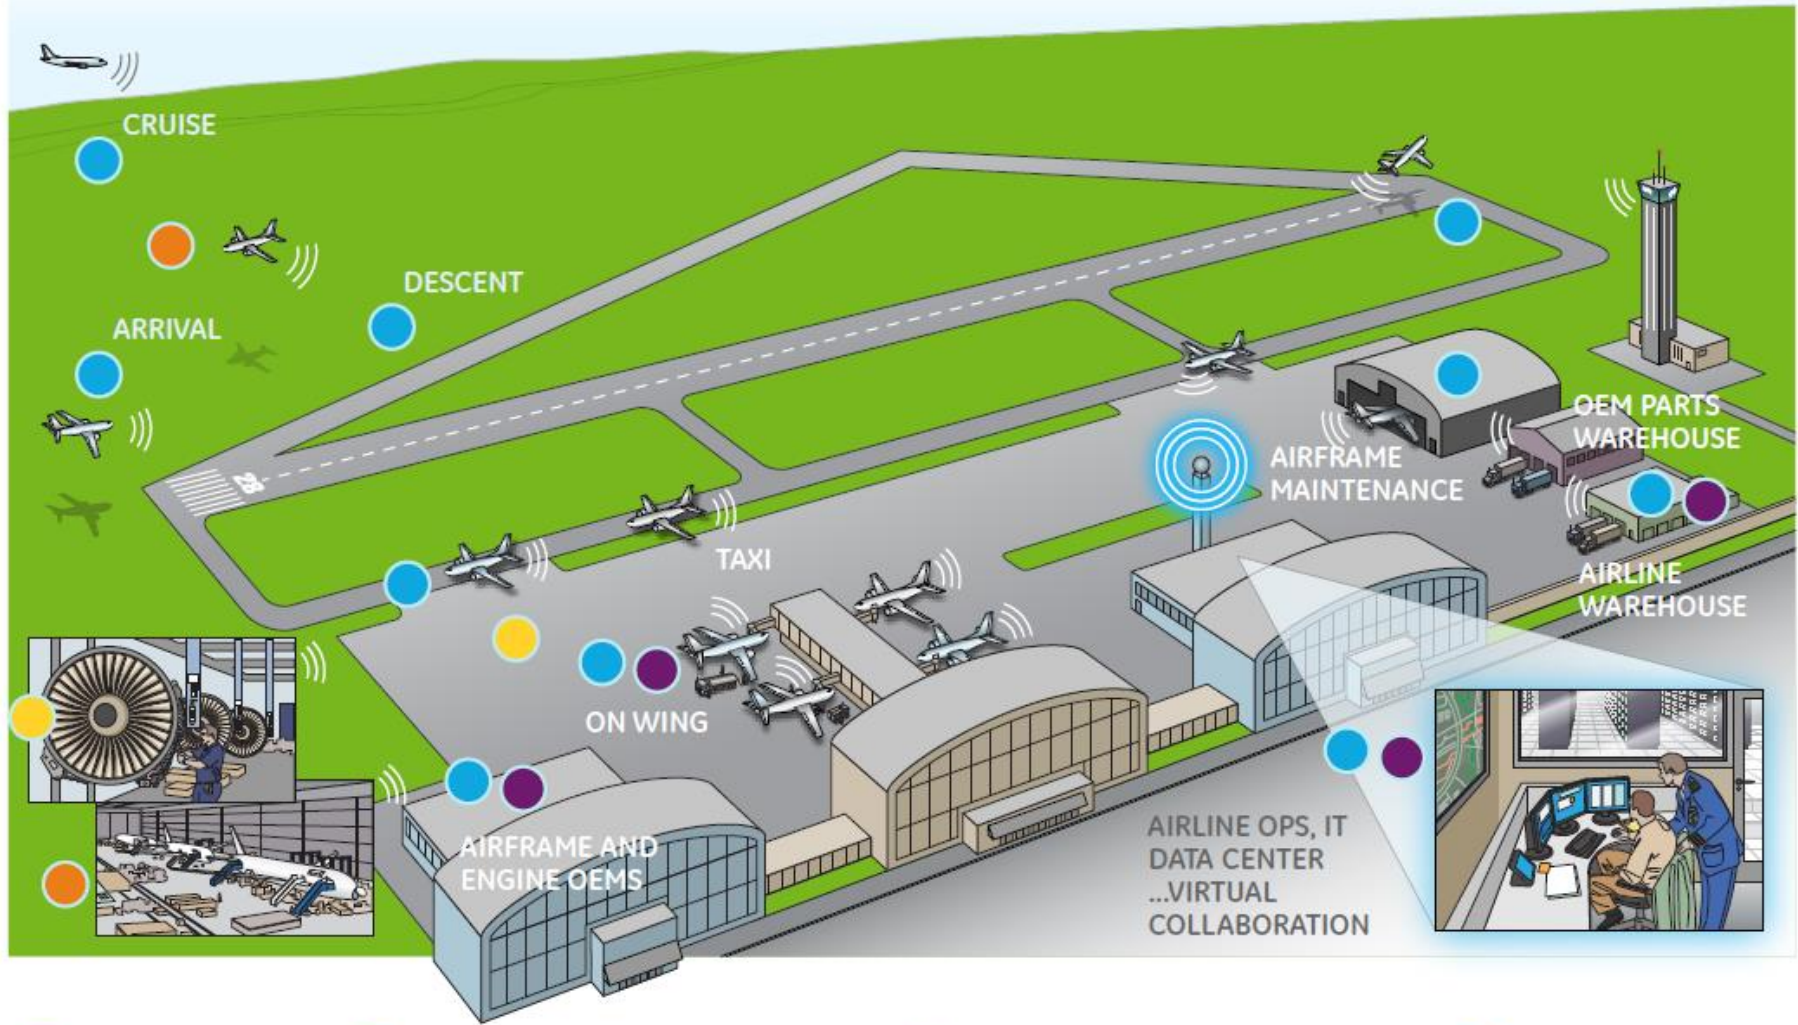 CRUISE
DESCENT
ARRIVAL
28
OEM PARTS
WAREHOUSE
AIRFRAME
MAINTENANCE
TAXI
AIRLINE
WAREHOUSE
ON WING
AIRFRAME AND
ENGINE OEMS
AIRLINE OPS, IT
DATA CENTER
...VIRTUAL
COLLABORATION